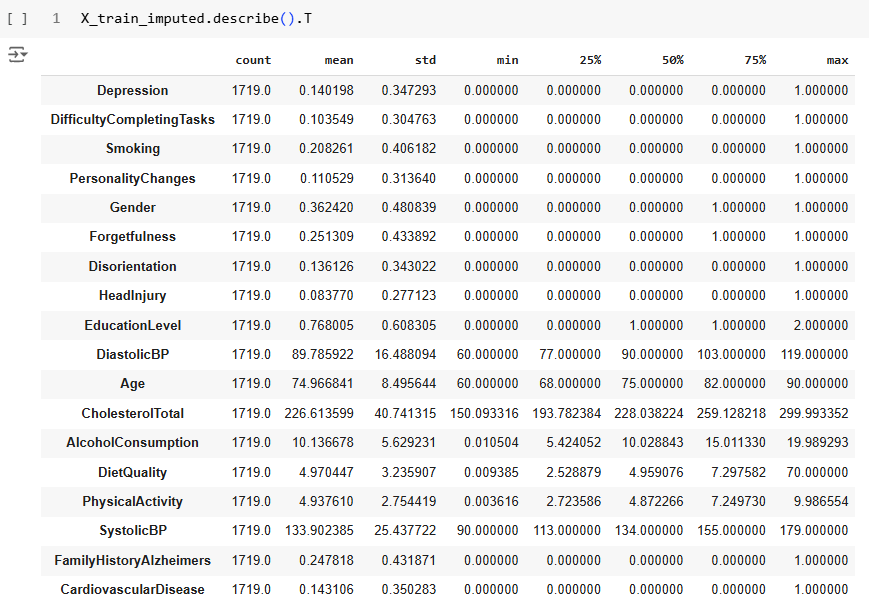 [ ] 1 X_train_imputed.describe().T
count mean std min 25% 50% 75% max
Depression 1719.0 0.140198 0.347293 0.000000 0.000000 0.000000 0.000000 1.000000
DifficultyCompletingTasks 1719.0 0.103549 0.304763 0.000000 0.000000 0.000000 0.000000 1.000000
Smoking 1719.0 0.208261 0.406182 0.000000 0.000000 0.000000 0.000000 1.000000
PersonalityChanges 1719.0 0.110529 0.313640 0.000000 0.000000 0.000000 0.000000 1.000000
Gender 1719.0 0.362420 0.480839 0.000000 0.000000 0.000000 1.000000 1.000000
Forgetfulness 1719.0 0.251309 0.433892 0.000000 0.000000 0.000000 1.000000 1.000000
Disorientation 1719.0 0.136126 0.343022 0.000000 0.000000 0.000000 0.000000 1.000000
HeadInjury 1719.0 0.083770 0.277123 0.000000 0.000000 0.000000 0.000000 1.000000
EducationLevel 1719.0 0.768005 0.608305 0.000000 0.000000 1.000000 1.000000 2.000000
DiastolicBP 1719.0 89.785922 16.488094 60.000000 77.000000 90.000000 103.000000 119.000000
Age 1719.0 74.966841 8.495644 60.000000 68.000000 75.000000 82.000000 90.000000
CholesterolTotal 1719.0 226.613599 40.741315 150.093316 193.782384 228.038224 259.128218 299.993352
AlcoholConsumption 1719.0 10.136678 5.629231 0.010504 5.424052 10.028843 15.011330 19.989293
DietQuality 1719.0 4.970447 3.235907 0.009385 2.528879 4.959076 7.297582 70.000000
PhysicalActivity 1719.0 4.937610 2.754419 0.003616 2.723586 4.872266 7.249730 9.986554
SystolicBP 1719.0 133.902385 25.437722 90.000000 113.000000 134.000000 155.000000 179.000000
FamilyHistoryAlzheimers 1719.0 0.247818 0.431871 0.000000 0.000000 0.000000 0.000000 1.000000
CardiovascularDisease 1719.0 0.143106 0.350283 0.000000 0.000000 0.000000 0.000000 1.000000